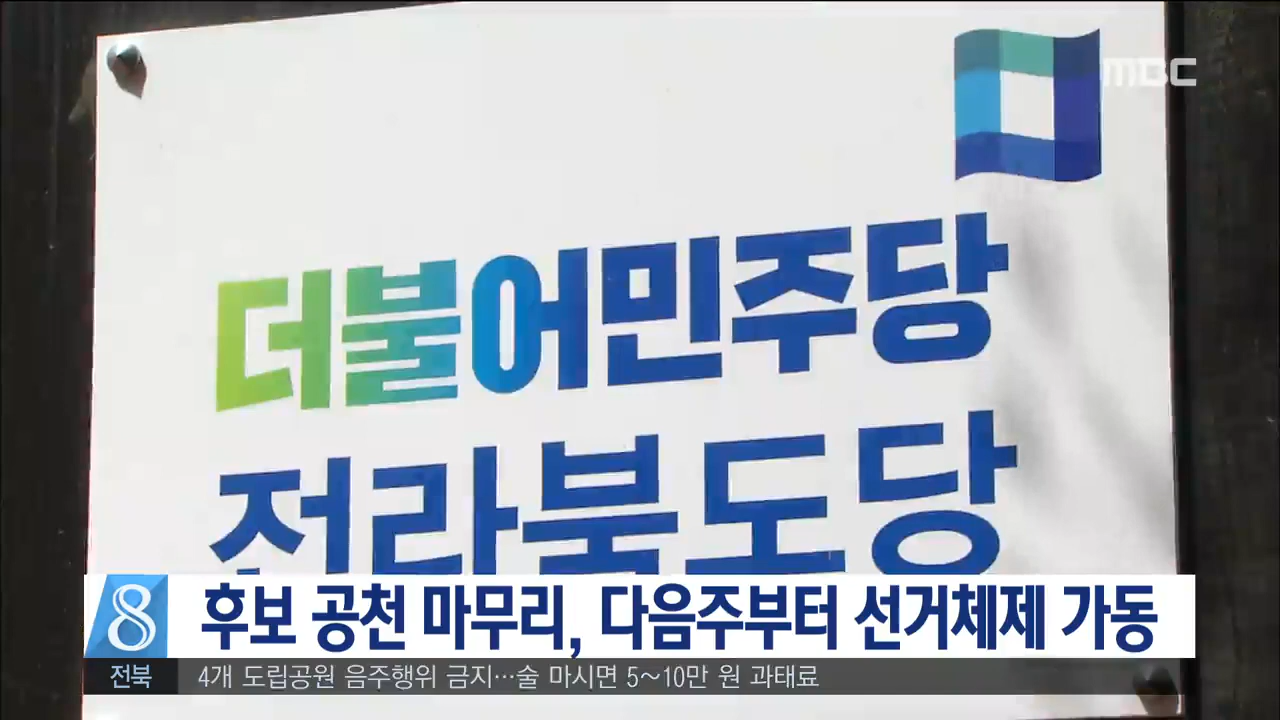 MBC
더불어민주당
전라북도당
8 후보 공천 마무리, 다음주부터 선거체제 가동
전북 4개 도립공원 음주행위 금지…술 마시면 5~10만 원 과태료